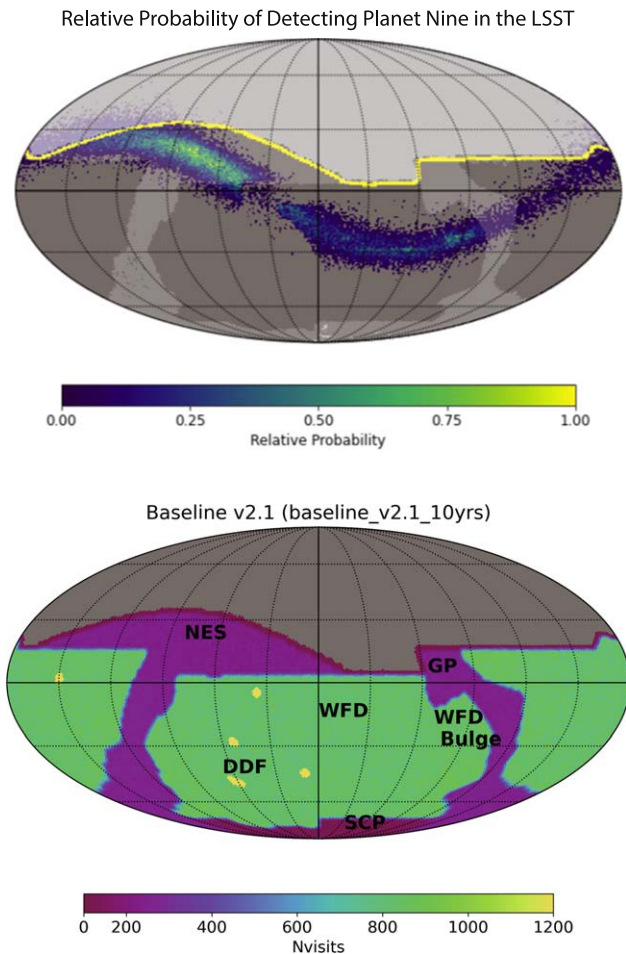 Relative Probability of Detecting Planet Nine in the LSST
0.00 0.25 0.50 0.75 1.00
Relative Probability
Baseline v2.1 (baseline_v2.1_10yrs)
NES
GP
WFD
WFD
Bulge
DDF
SCP
0 200 400 600 800 1000 1200
Nvisits